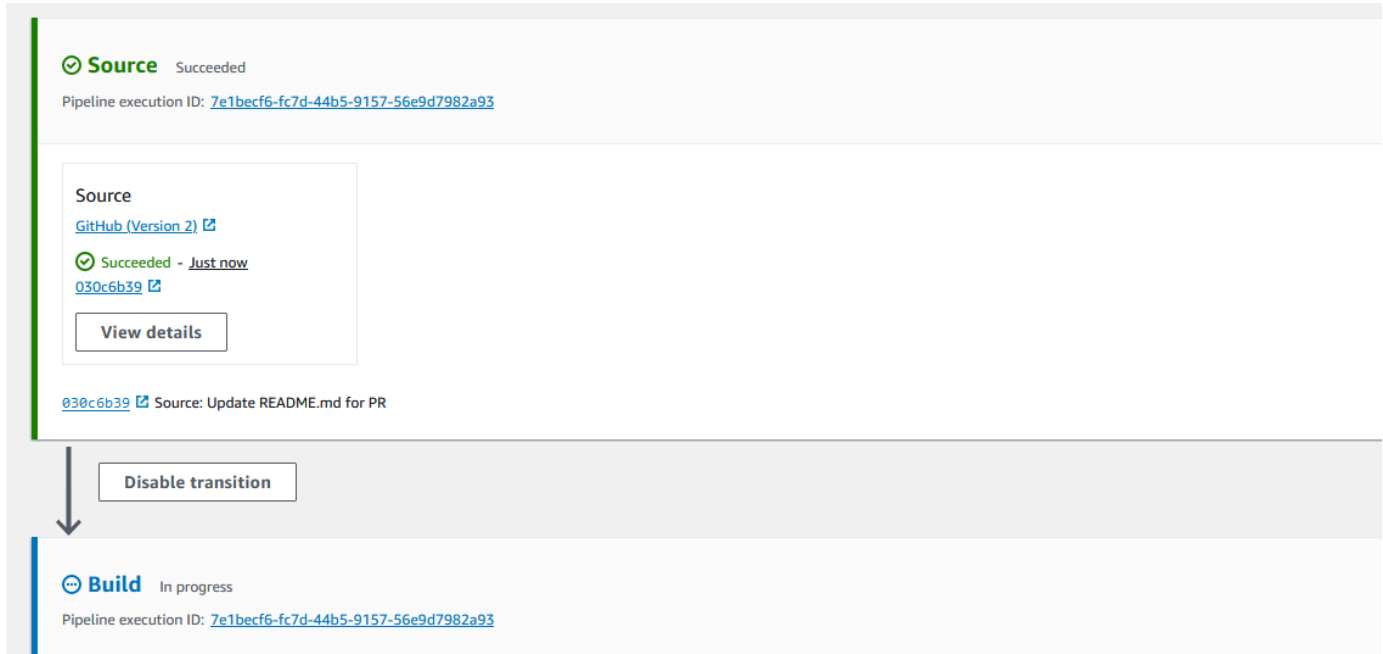 Source Succeeded
Pipeline execution ID: 7e1becf6-fc7d-44b5-9157-56e9d7982a93
Source
GitHub (Version 2)
Succeeded - Just now
030c6b39
View details
030c6b39 Source: Update README.md for PR
Disable transition
Build In progress
Pipeline execution ID: 7e1becf6-fc7d-44b5-9157-56e9d7982a93